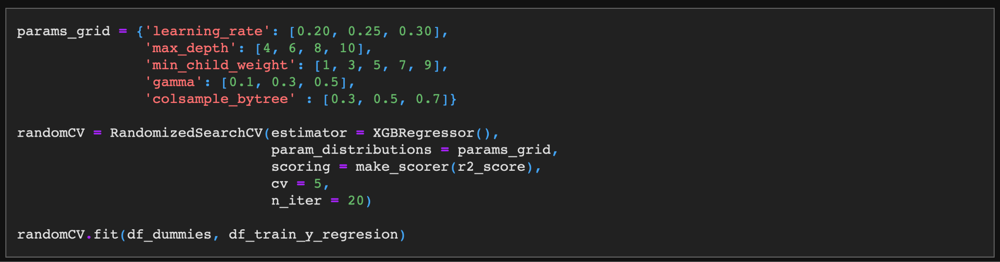 params_grid = {'learning_rate': [0.20, 0.25, 0.30],
'max_depth': [4, 6, 8, 10],
'min_child_weight': [1, 3, 5, 7, 9],
'gamma': [0.1, 0.3, 0.5],
'colsample_bytree' : [0.3, 0.5, 0.7]}
randomCV = RandomizedSearchCV(estimator = XGBRegressor(),
param_distributions = params_grid,
scoring = make_scorer(r2_score),
cv = 5,
n_iter = 20)
randomCV.fit(df_dummies, df_train_y_regresion)